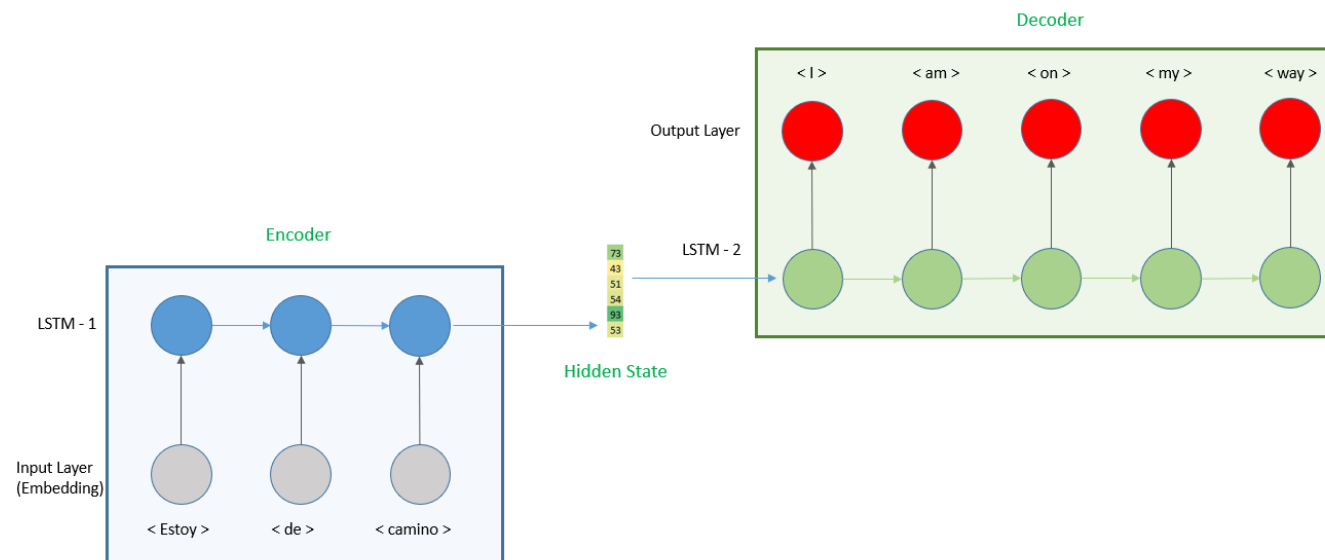 Decoder
< I > < am > < on > < my > < way >
Output Layer
Encoder
LSTM - 2
73
43
51
54
93
53
LSTM - 1
Hidden State
Input Layer
(Embedding)
< Estoy > < de > < camino >